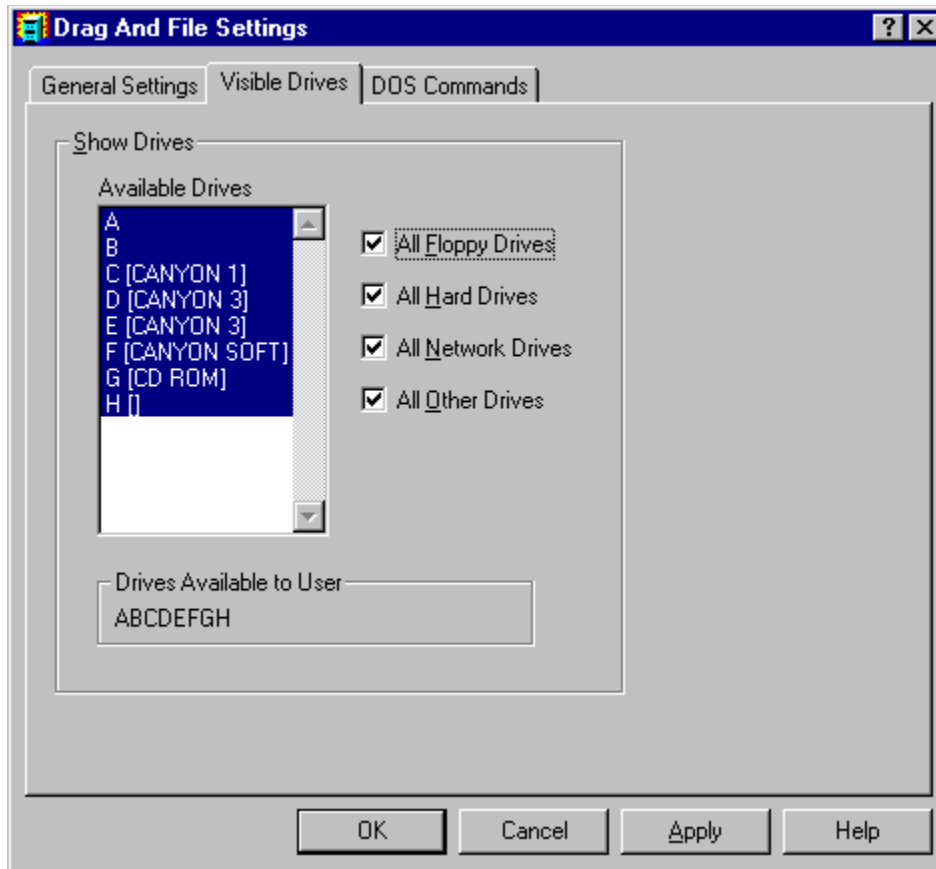 Drag And File Settings
General Settings Visible Drives DOS Commands
Show Drives
Available Drives
A
B
C [CANYON 1]
D [CANYON 3]
E [CANYON 3]
F [CANYON SOFT]
G [CD ROM]
H []
All Floppy Drives
All Hard Drives
All Network Drives
All Other Drives
Drives Available to User
ABCDEFGH
OK Cancel Apply Help